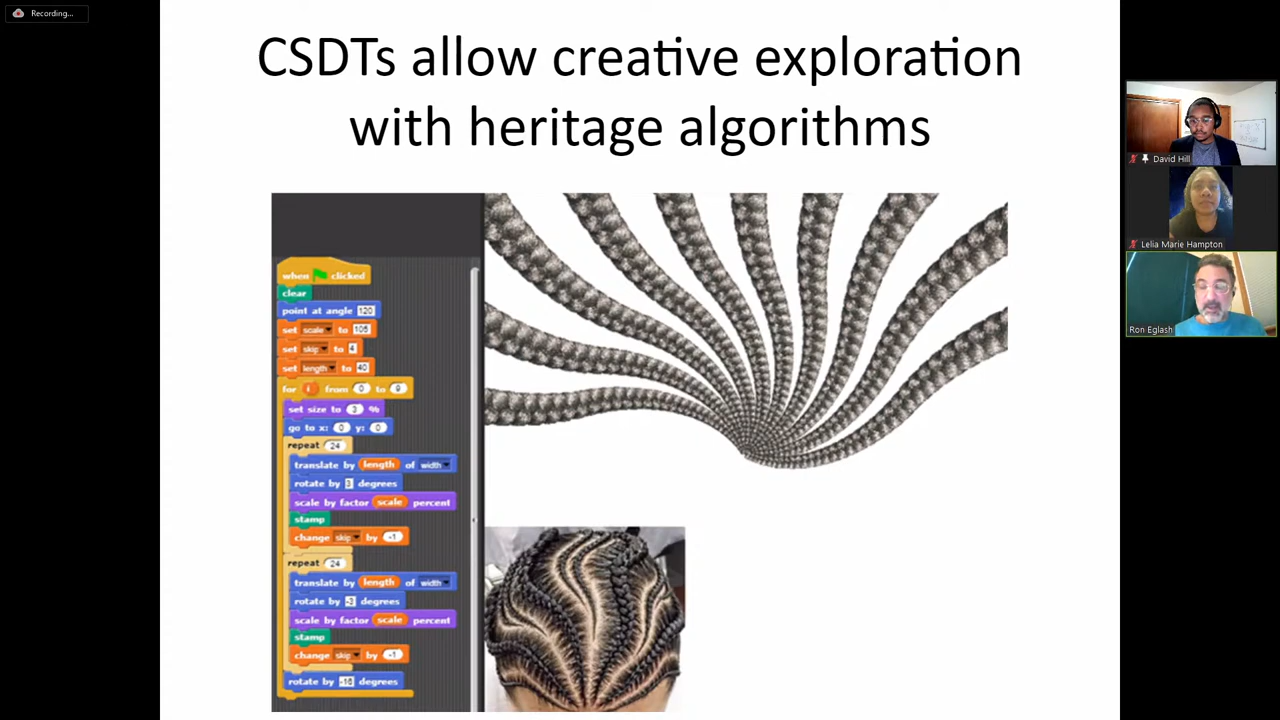 Recording...
CSDTs allow creative exploration
with heritage algorithms
when clicked
clear
point at angle 120
set scale to 105
set skip to 4
set length to 40
for i from 0 to 9
set size to 3 %
go to x: 0 y: 0
repeat 24
translate by length of width
rotate by 3 degrees
scale by factor scale percent
stamp
change skip by -1
repeat 24
translate by length of width
rotate by -3 degrees
scale by factor scale percent
stamp
change skip by -1
rotate by -18 degrees
David Hill
Lelia Marie Hampton
Ron Eglash